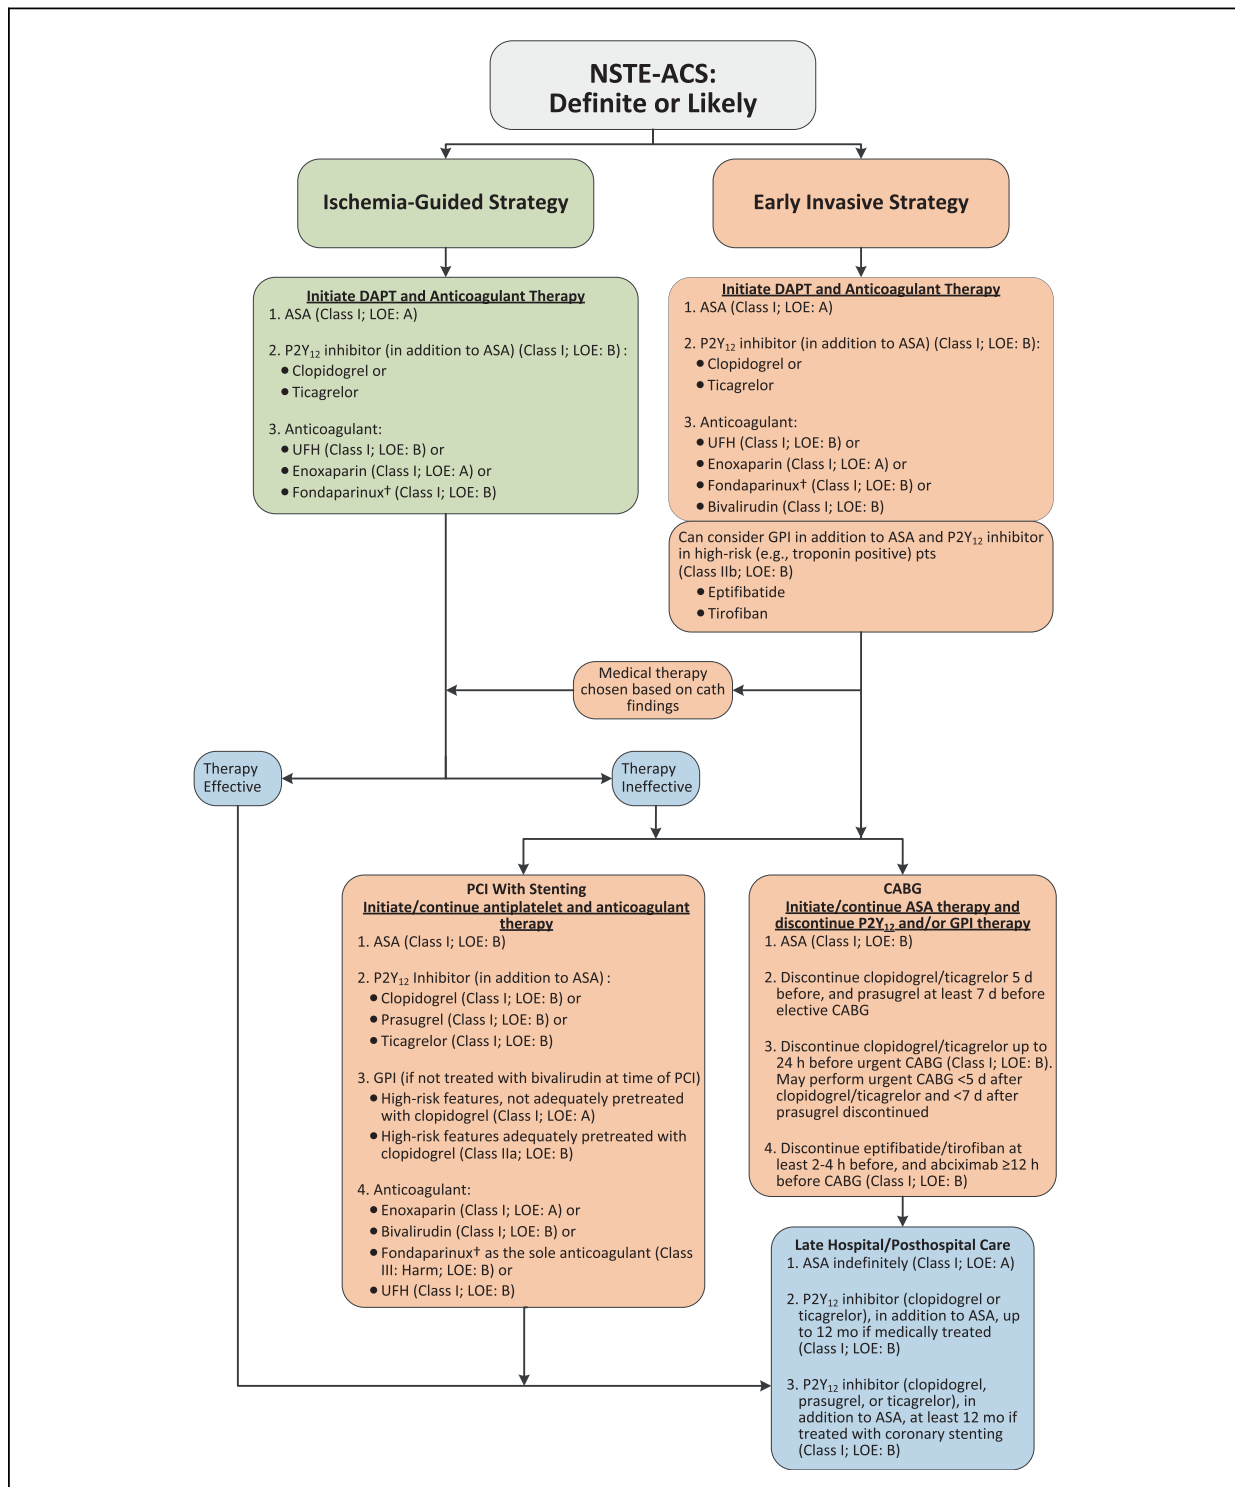 NSTE-ACS:
Definite or Likely
Ischemia-Guided Strategy
Early Invasive Strategy
Initiate DAPT and Anticoagulant Therapy
1. ASA (Class I; LOE: A)
2. P2Y₁₂ inhibitor (in addition to ASA) (Class I; LOE: B) :
● Clopidogrel or
● Ticagrelor
3. Anticoagulant:
● UFH (Class I; LOE: B) or
● Enoxaparin (Class I; LOE: A) or
● Fondaparinux† (Class I; LOE: B)
Initiate DAPT and Anticoagulant Therapy
1. ASA (Class I; LOE: A)
2. P2Y₁₂ inhibitor (in addition to ASA) (Class I; LOE: B):
● Clopidogrel or
● Ticagrelor
3. Anticoagulant:
● UFH (Class I; LOE: B) or
● Enoxaparin (Class I; LOE: A) or
● Fondaparinux† (Class I; LOE: B) or
● Bivalirudin (Class I; LOE: B)
Can consider GPI in addition to ASA and P2Y₁₂ inhibitor
in high-risk (e.g., troponin positive) pts
(Class IIb; LOE: B)
● Eptifibatide
● Tirofiban
Medical therapy
chosen based on cath
findings
Therapy
Effective
Therapy
Ineffective
PCI With Stenting
Initiate/continue antiplatelet and anticoagulant
therapy
1. ASA (Class I; LOE: B)
2. P2Y₁₂ Inhibitor (in addition to ASA) :
● Clopidogrel (Class I; LOE: B) or
● Prasugrel (Class I; LOE: B) or
● Ticagrelor (Class I; LOE: B)
3. GPI (if not treated with bivalirudin at time of PCI)
● High-risk features, not adequately pretreated
with clopidogrel (Class I; LOE: A)
● High-risk features adequately pretreated with
clopidogrel (Class IIa; LOE: B)
4. Anticoagulant:
● Enoxaparin (Class I; LOE: A) or
● Bivalirudin (Class I; LOE: B) or
● Fondaparinux† as the sole anticoagulant (Class
III: Harm; LOE: B) or
● UFH (Class I; LOE: B)
CABG
Initiate/continue ASA therapy and
discontinue P2Y₁₂ and/or GPI therapy
1. ASA (Class I; LOE: B)
2. Discontinue clopidogrel/ticagrelor 5 d
before, and prasugrel at least 7 d before
elective CABG
3. Discontinue clopidogrel/ticagrelor up to
24 h before urgent CABG (Class I; LOE: B).
May perform urgent CABG <5 d after
clopidogrel/ticagrelor and <7 d after
prasugrel discontinued
4. Discontinue eptifibatide/tirofiban at
least 2-4 h before, and abciximab ≥12 h
before CABG (Class I; LOE: B)
Late Hospital/Posthospital Care
1. ASA indefinitely (Class I; LOE: A)
2. P2Y₁₂ inhibitor (clopidogrel or
ticagrelor), in addition to ASA, up
to 12 mo if medically treated
(Class I; LOE: B)
3. P2Y₁₂ inhibitor (clopidogrel,
prasugrel, or ticagrelor), in
addition to ASA, at least 12 mo if
treated with coronary stenting
(Class I; LOE: B)